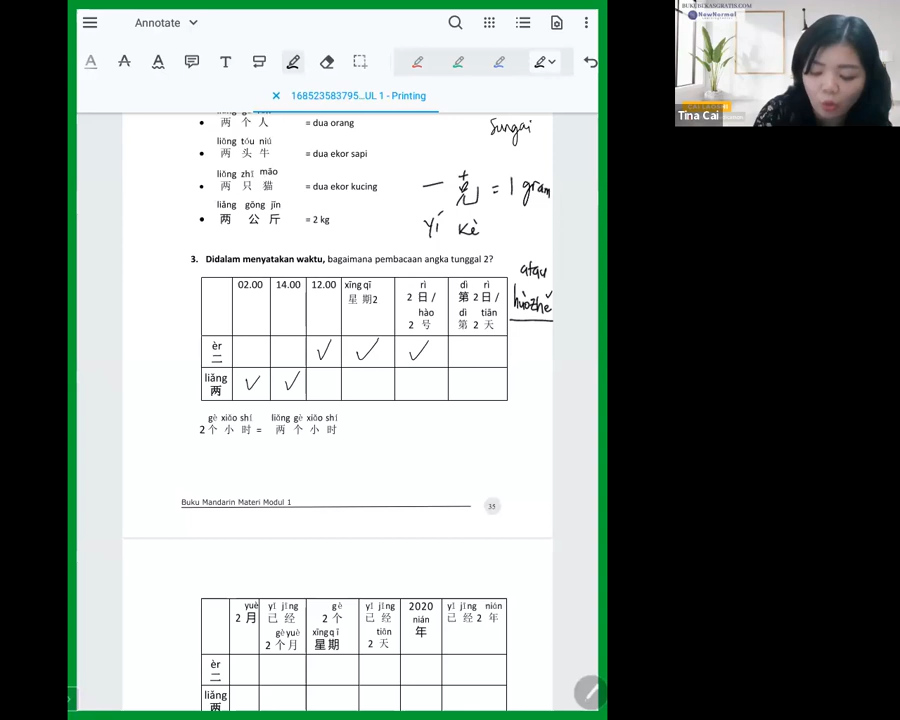 Annotate
168523583795...UL 1 - Printing
BUKUBEKASGRATIS.COM
NewNormal
Tina Cai
两 个 人 = dua orang
liǎng tóu niú
两 头 牛 = dua ekor sapi
liǎng zhī māo
两 只 猫 = dua ekor kucing
liǎng gōng jīn
两 公 斤 = 2 kg
Sungai
一 克 = 1 gram
yí kè
3. Didalam menyatakan waktu, bagaimana pembacaan angka tunggal 2?
atau
huòzhě
02.00 14.00 12.00 xīng qī rì dì rì
星 期2 2 日 / 第 2 日 /
hào dì tiān
2 号 第 2 天
èr
二
liǎng
两
gè xiǎo shí liǎng gè xiǎo shí
2 个 小 时 = 两 个 小 时
Buku Mandarin Materi Modul 1
35
yuè yǐ jīng gè yǐ jīng 2020 yǐ jīng nián
2 月 已 经 2 个 已 经 nián 已 经 2 年
gè yuè xīng qī tiān 年
2 个 月 星 期 2 天
èr
二
liǎng
两